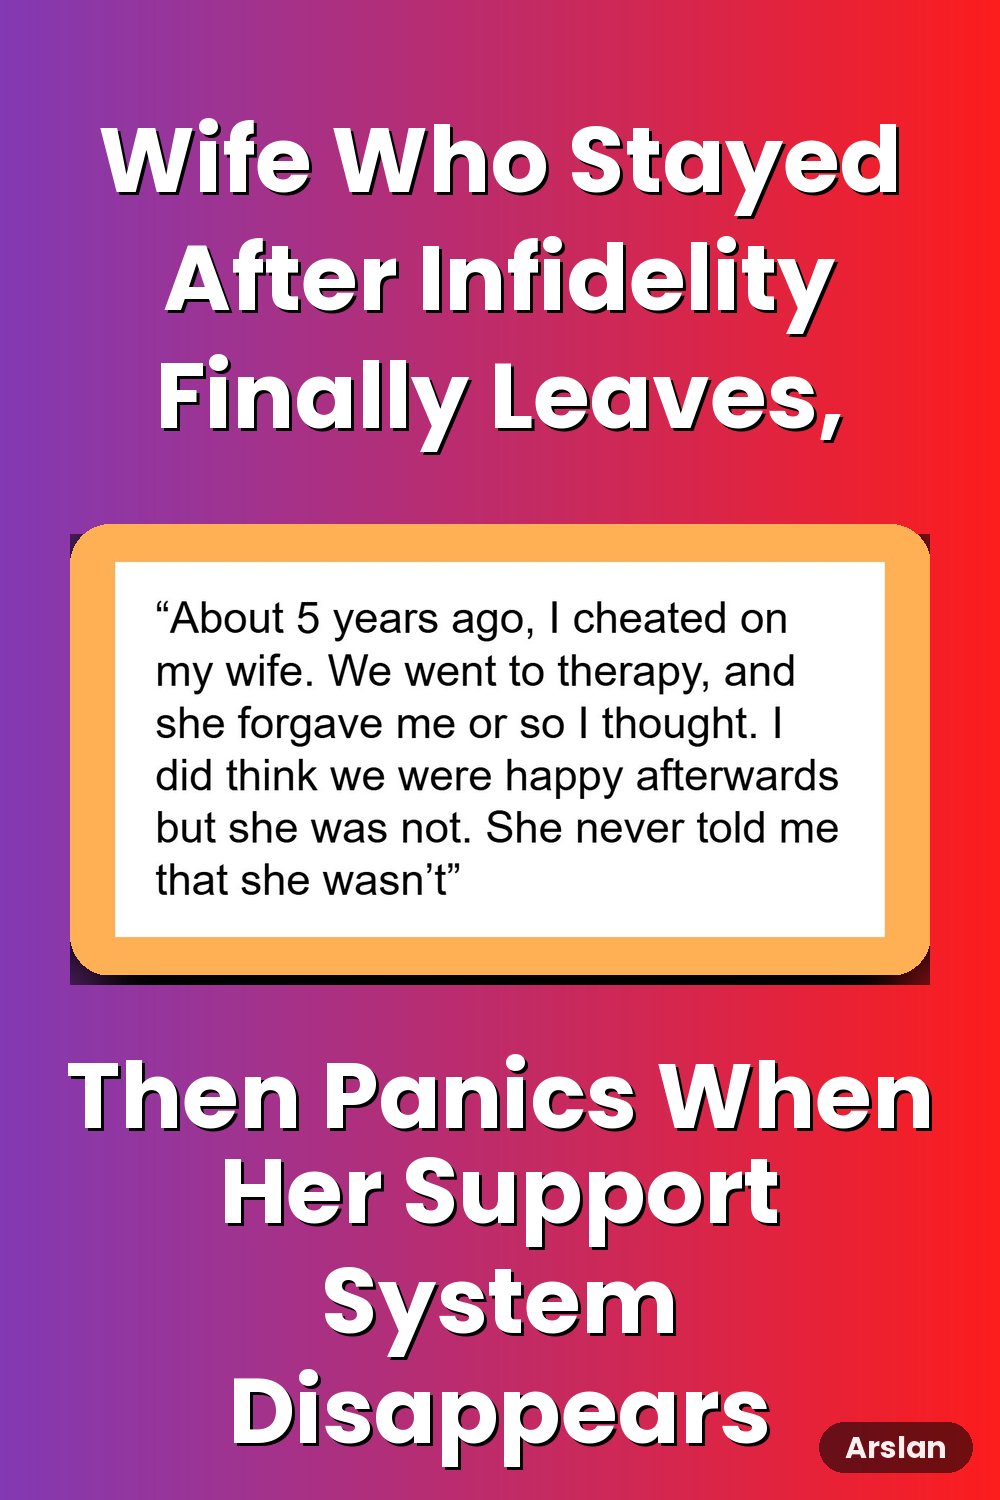 Wife Who Stayed
After Infidelity
Finally Leaves,
“About 5 years ago, I cheated on
my wife. We went to therapy, and
she forgave me or so I thought. I
did think we were happy afterwards
but she was not. She never told me
that she wasn’t”
Then Panics When
Her Support
System
Disappears
Arslan